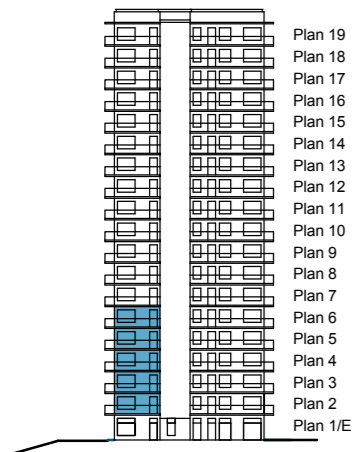 Plan 19
Plan 18
Plan 17
Plan 16
Plan 15
Plan 14
Plan 13
Plan 12
Plan 11
Plan 10
Plan 9
Plan 8
Plan 7
Plan 6
Plan 5
Plan 4
Plan 3
Plan 2
Plan 1/E